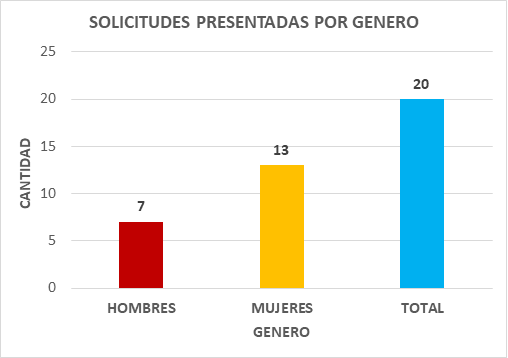 SOLICITUDES PRESENTADAS POR GENERO
25
20
15
10
5
0
CANTIDAD
7
13
20
HOMBRES MUJERES TOTAL
GENERO